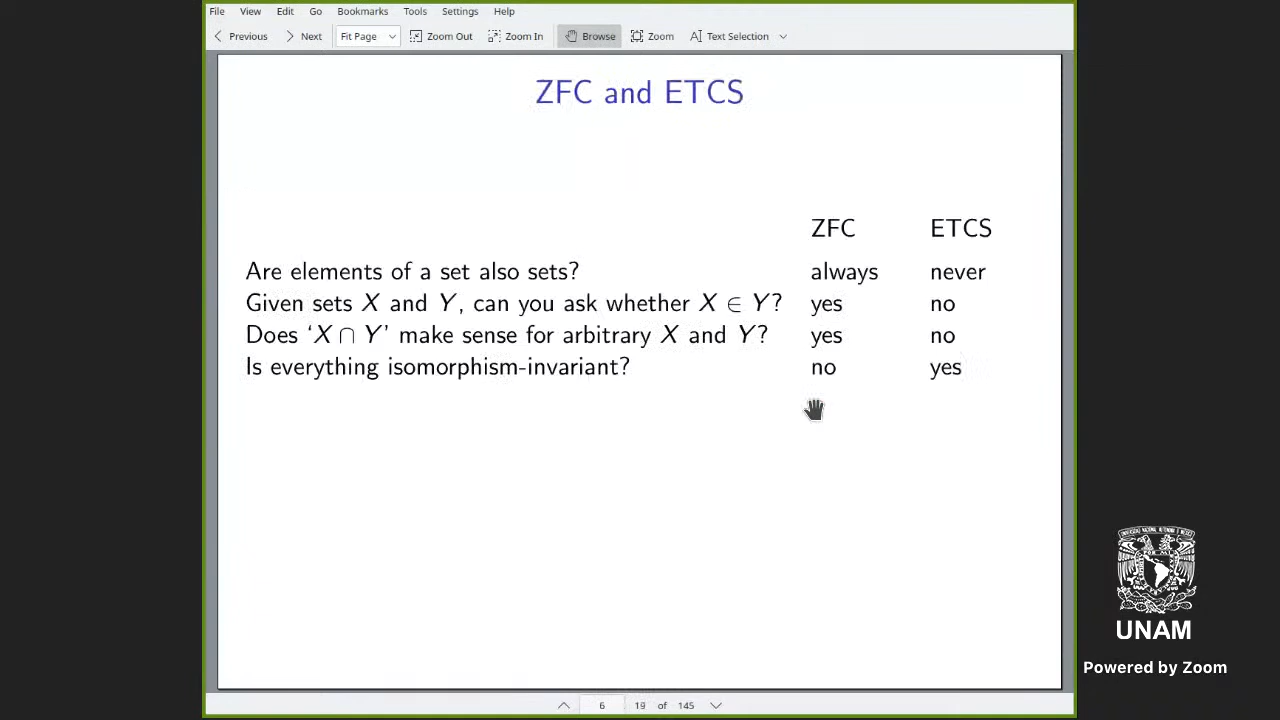 File View Edit Go Bookmarks Tools Settings Help
Previous Next Fit Page Zoom Out Zoom In Browse Zoom Text Selection
ZFC and ETCS
ZFC ETCS
Are elements of a set also sets? always never
Given sets X and Y, can you ask whether X ∈ Y? yes no
Does ‘X ∩ Y’ make sense for arbitrary X and Y? yes no
Is everything isomorphism-invariant? no yes
UNAM
Powered by Zoom
6 19 of 145